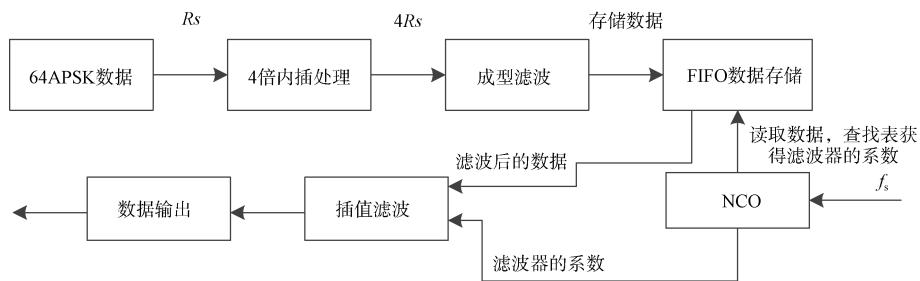 Rs
4Rs
存储数据
64APSK数据
4倍内插处理
成型滤波
FIFO数据存储
读取数据，查找表获
得滤波器的系数
滤波后的数据
fs
数据输出
插值滤波
NCO
滤波器的系数